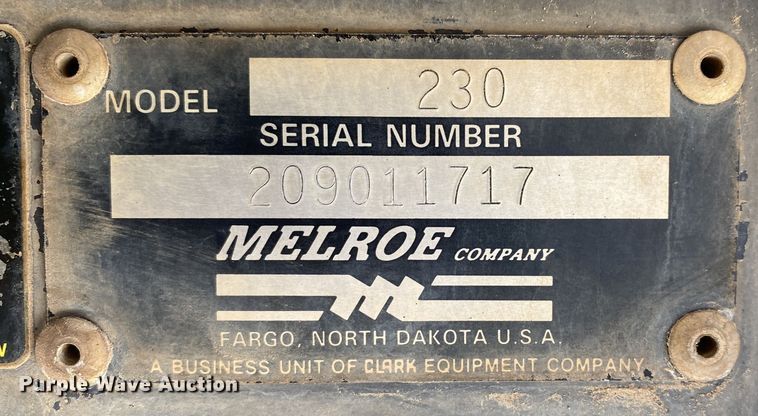 MODEL 230
SERIAL NUMBER
209011717
MELROE COMPANY
FARGO, NORTH DAKOTA U.S.A.
A BUSINESS UNIT OF CLARK EQUIPMENT COMPANY
Purple Wave Auction